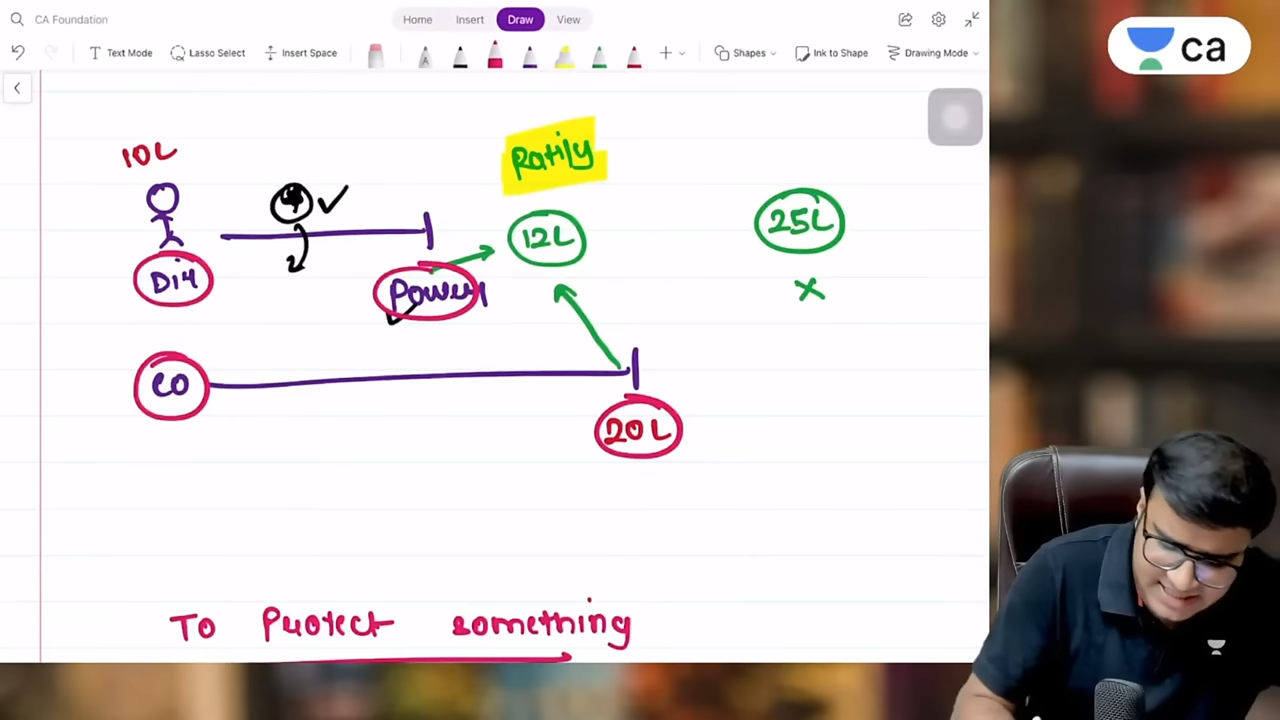 CA Foundation
Home Insert Draw View
Text Mode Lasso Select Insert Space Shapes Ink to Shape Drawing Mode
ca
10L
Ratify
12L
25L
Dir
Power
x
CO
20L
To Protect something